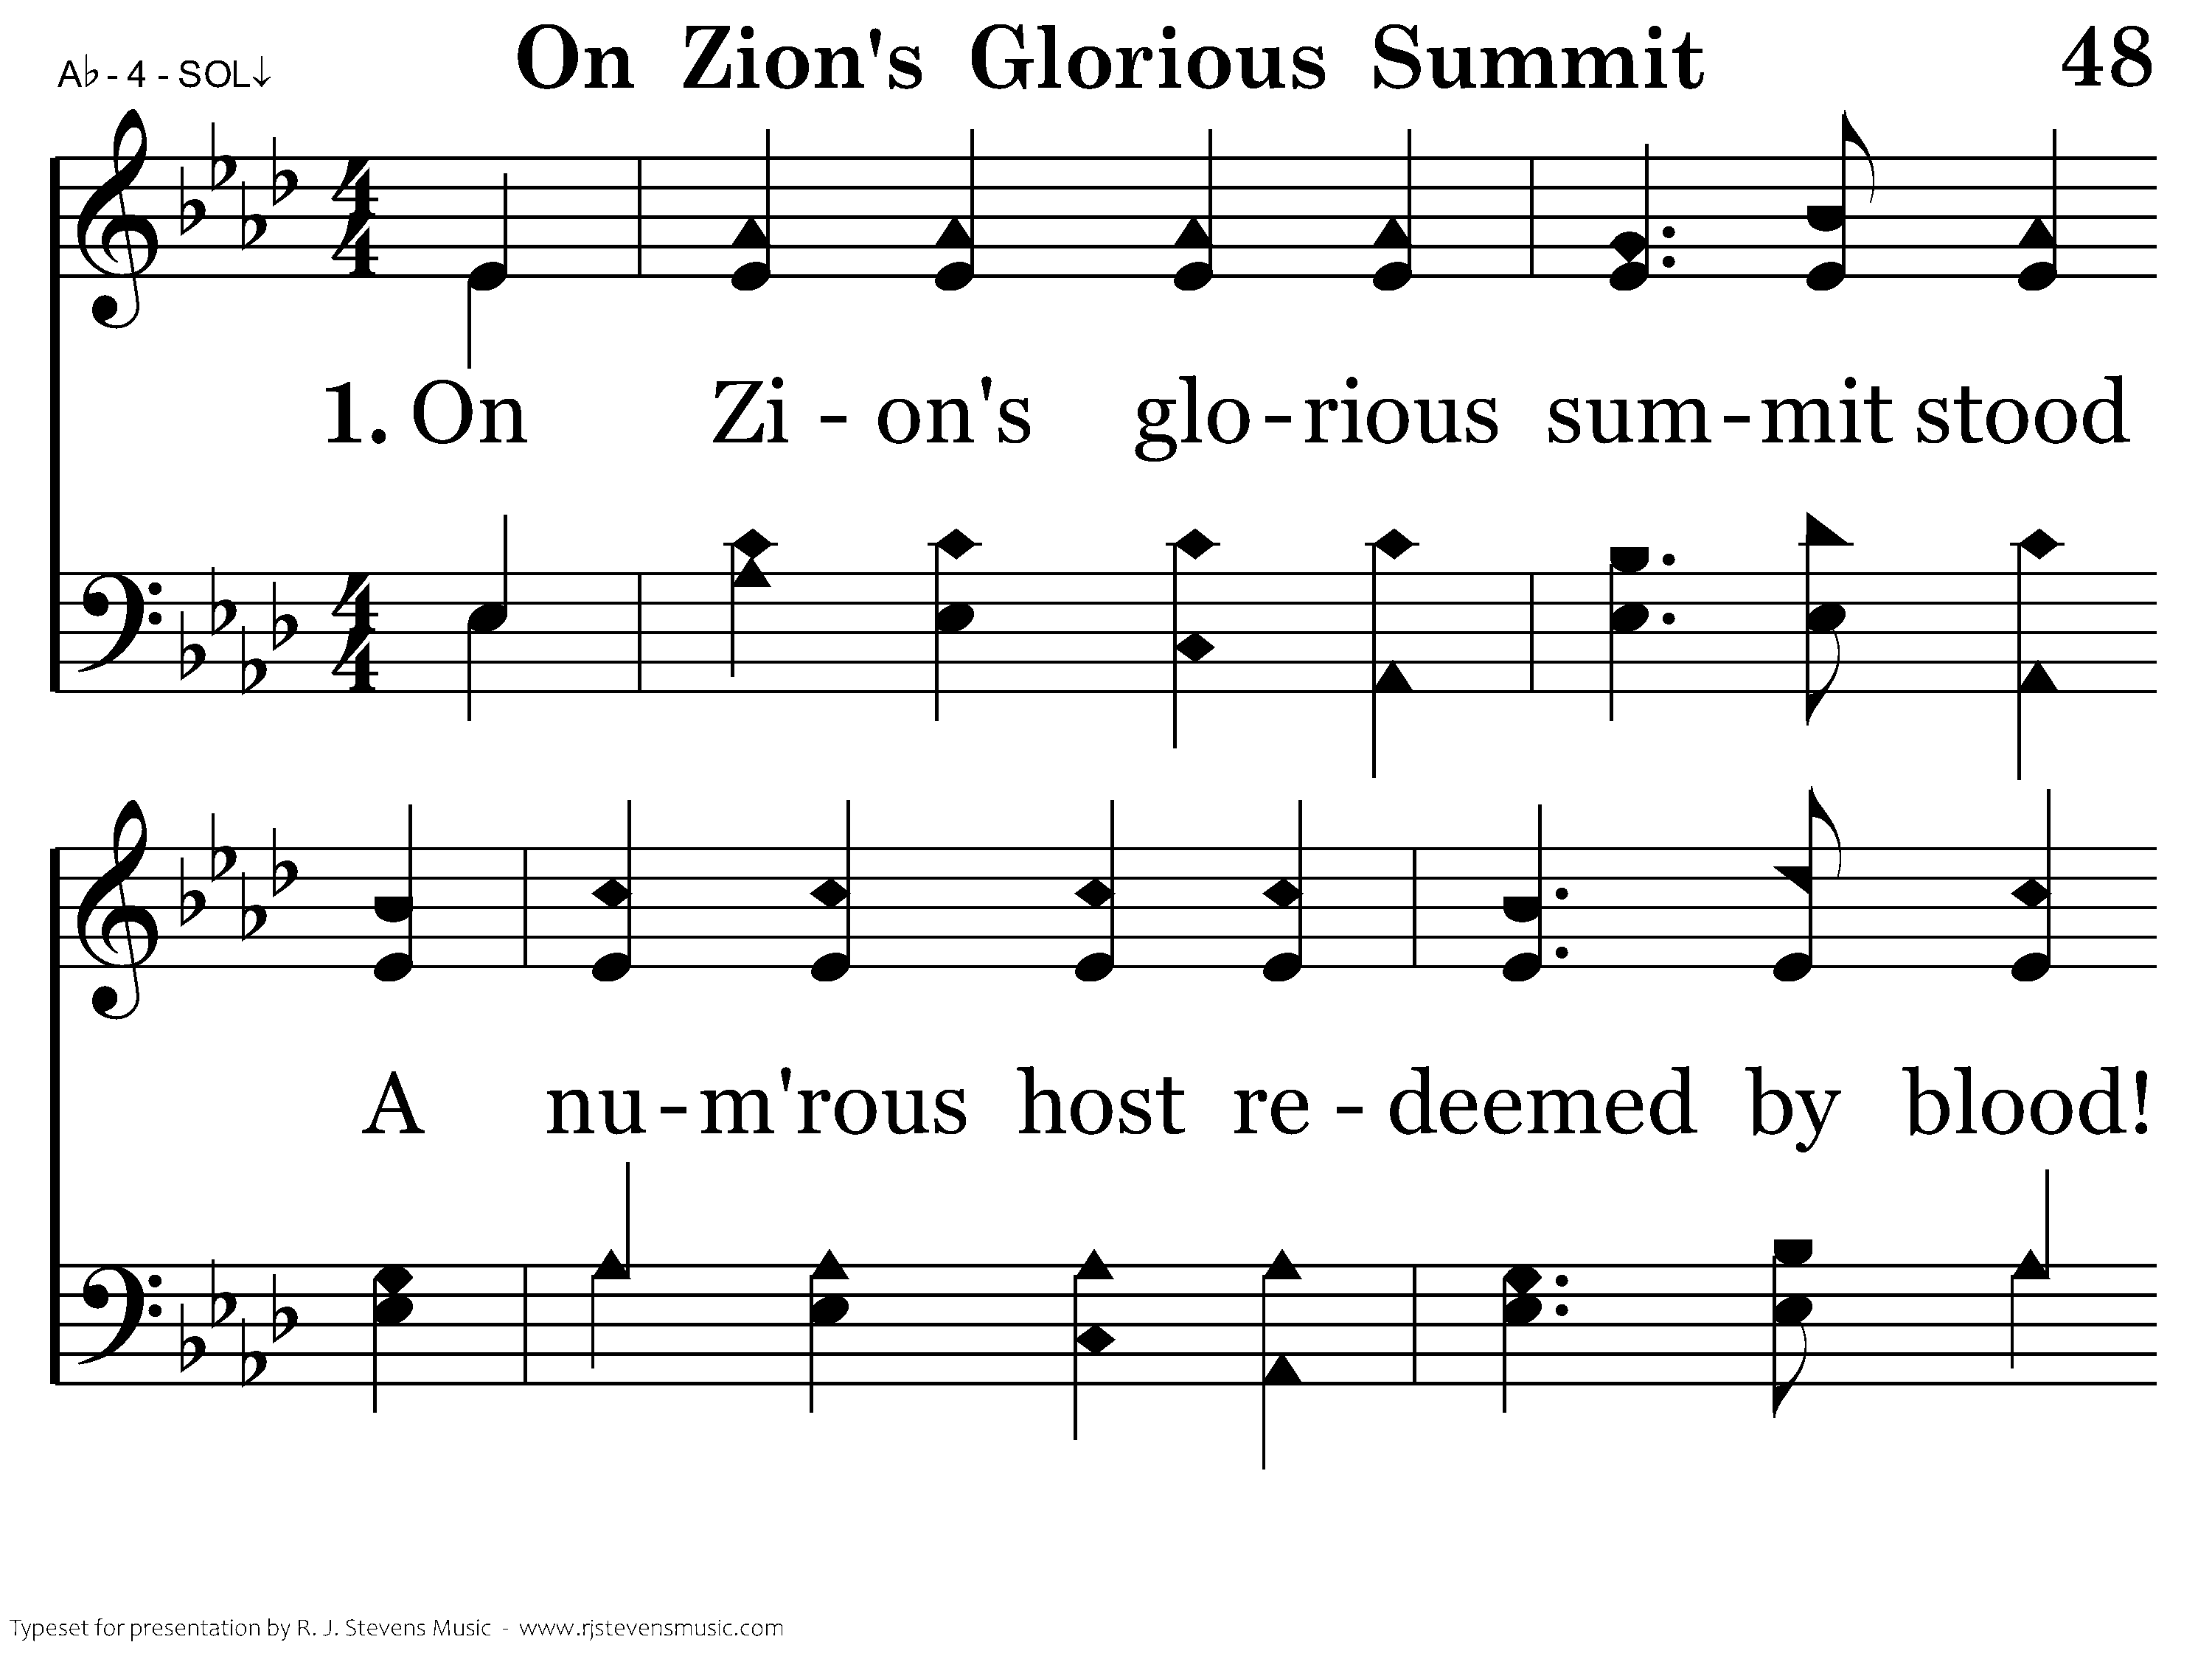 A♭ - 4 - SOL↓ On Zion's Glorious Summit 48
1. On Zi - on's glo - rious sum - mit stood
A nu - m'rous host re - deemed by blood!
Typeset for presentation by R. J. Stevens Music - www.rjstevensmusic.com